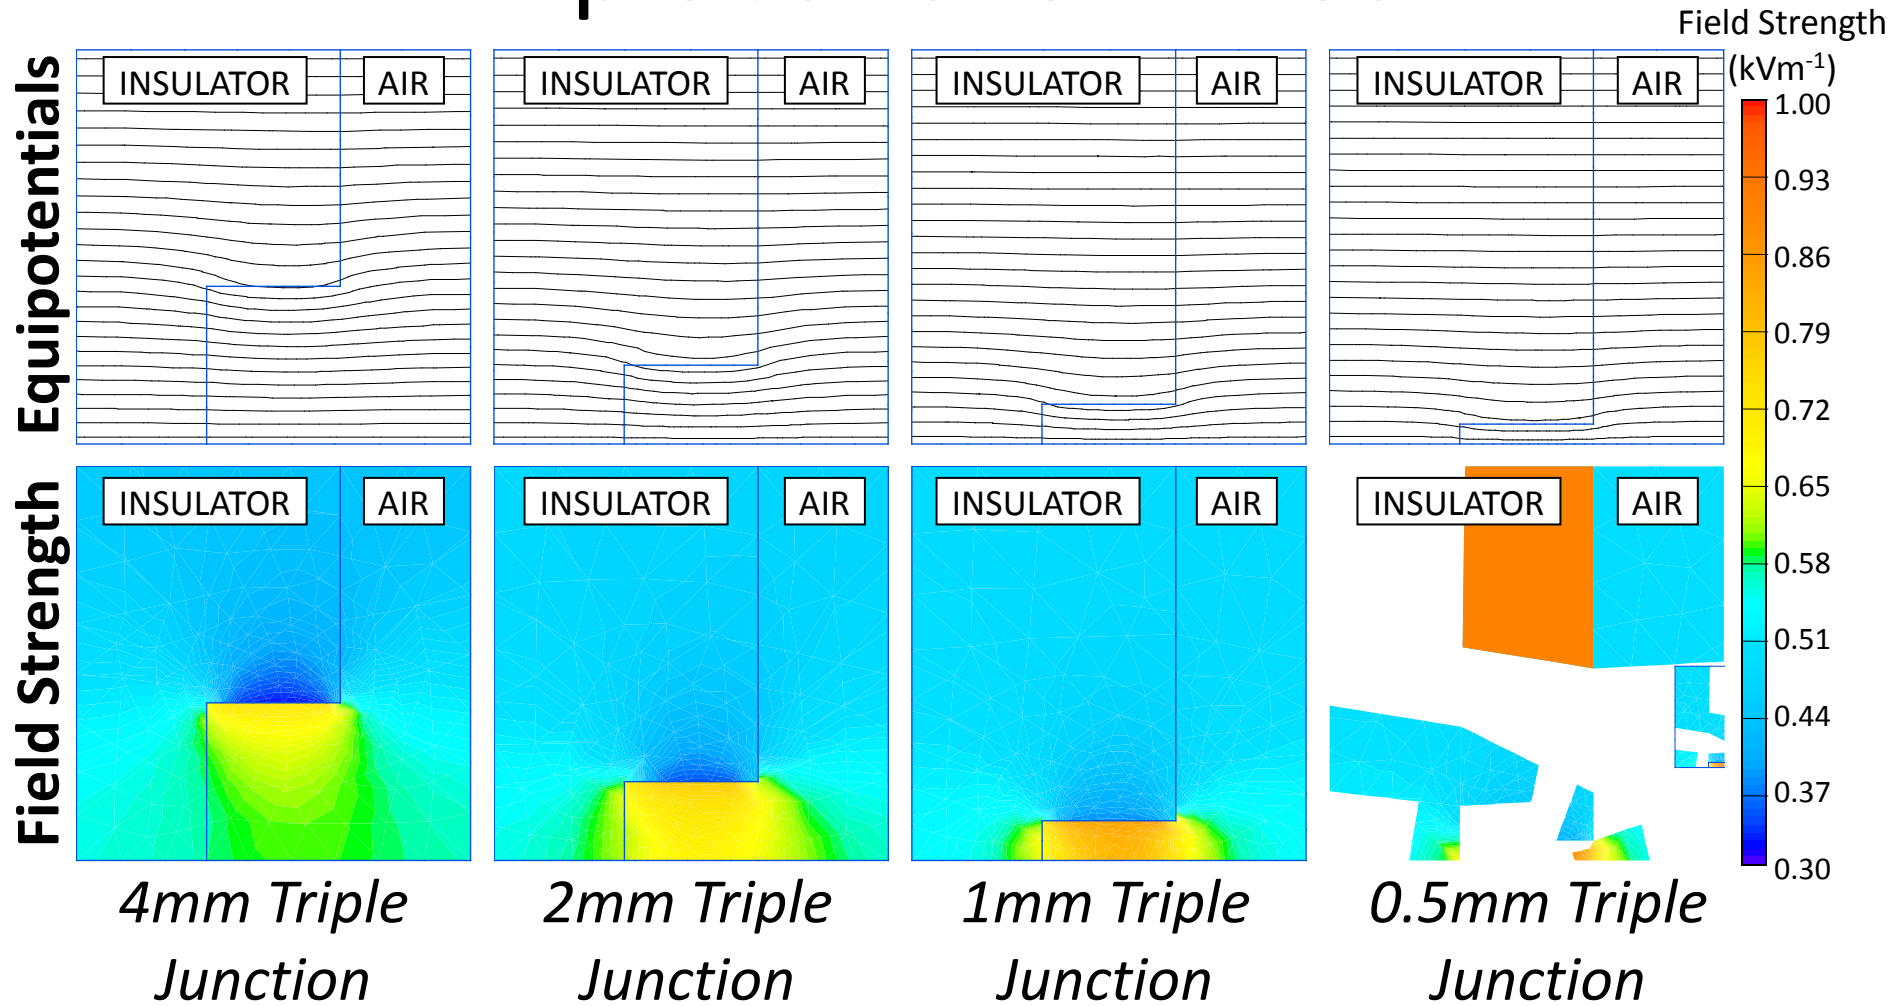 Field Strength
(kVm⁻¹)
Equipotentials
INSULATOR AIR
INSULATOR AIR
INSULATOR AIR
INSULATOR AIR
1.00
0.93
0.86
0.79
0.72
0.65
0.58
0.51
0.44
0.37
0.30
Field Strength
INSULATOR AIR
INSULATOR AIR
INSULATOR AIR
INSULATOR AIR
4mm Triple
Junction
2mm Triple
Junction
1mm Triple
Junction
0.5mm Triple
Junction